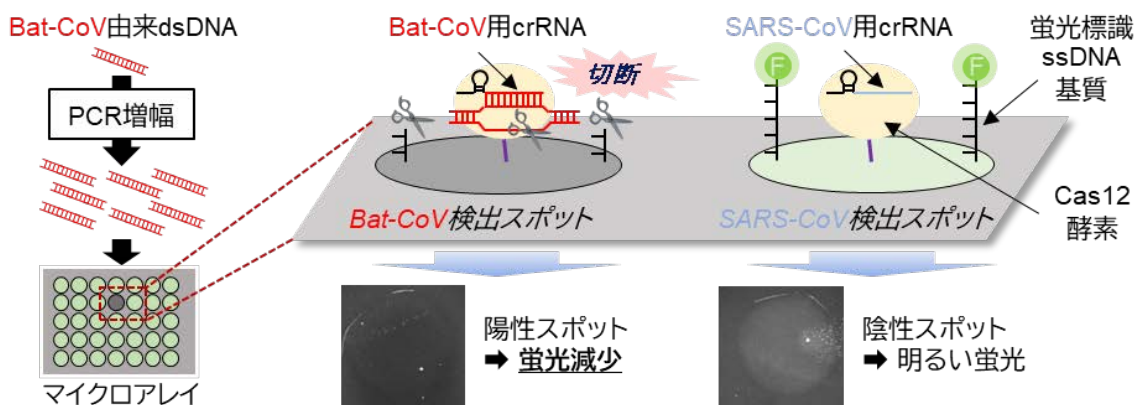 Bat-CoV由来dsDNA
PCR増幅
マイクロアレイ
Bat-CoV用crRNA
切断
Bat-CoV検出スポット
SARS-CoV用crRNA
F
F
SARS-CoV検出スポット
蛍光標識
ssDNA
基質
Cas12
酵素
陽性スポット
➡ 蛍光減少
陰性スポット
➡ 明るい蛍光